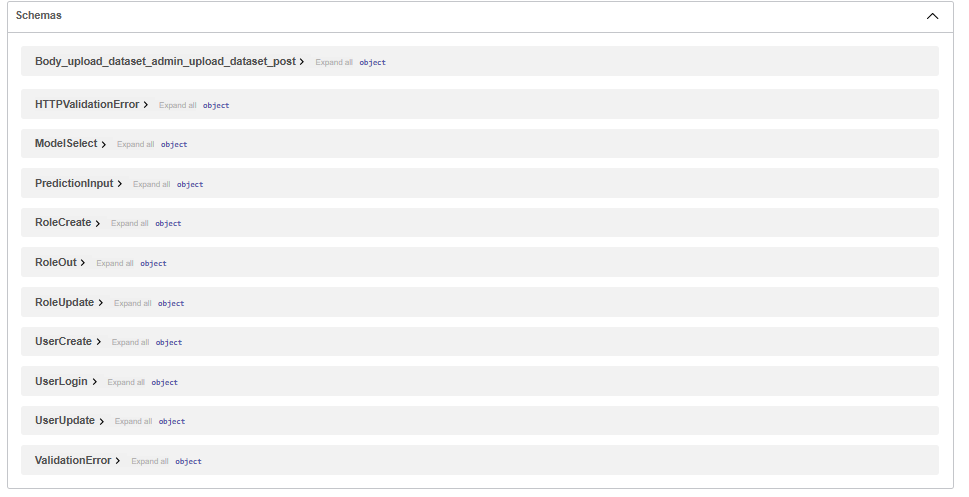 Schemas
Body_upload_dataset_admin_upload_dataset_post Expand all object
HTTPValidationError Expand all object
ModelSelect Expand all object
PredictionInput Expand all object
RoleCreate Expand all object
RoleOut Expand all object
RoleUpdate Expand all object
UserCreate Expand all object
UserLogin Expand all object
UserUpdate Expand all object
ValidationError Expand all object